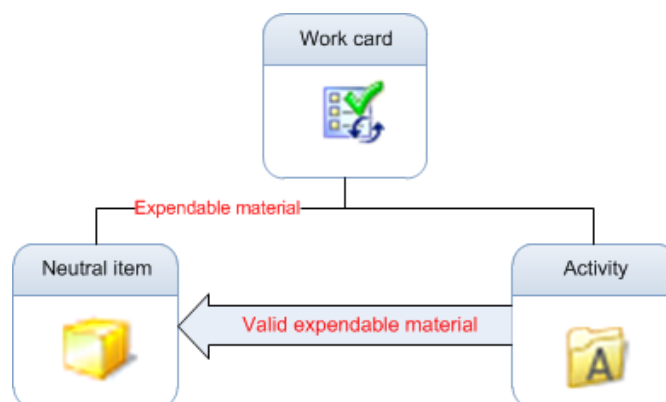 Work card
Expendable material
Neutral item
Activity
Valid expendable material
A